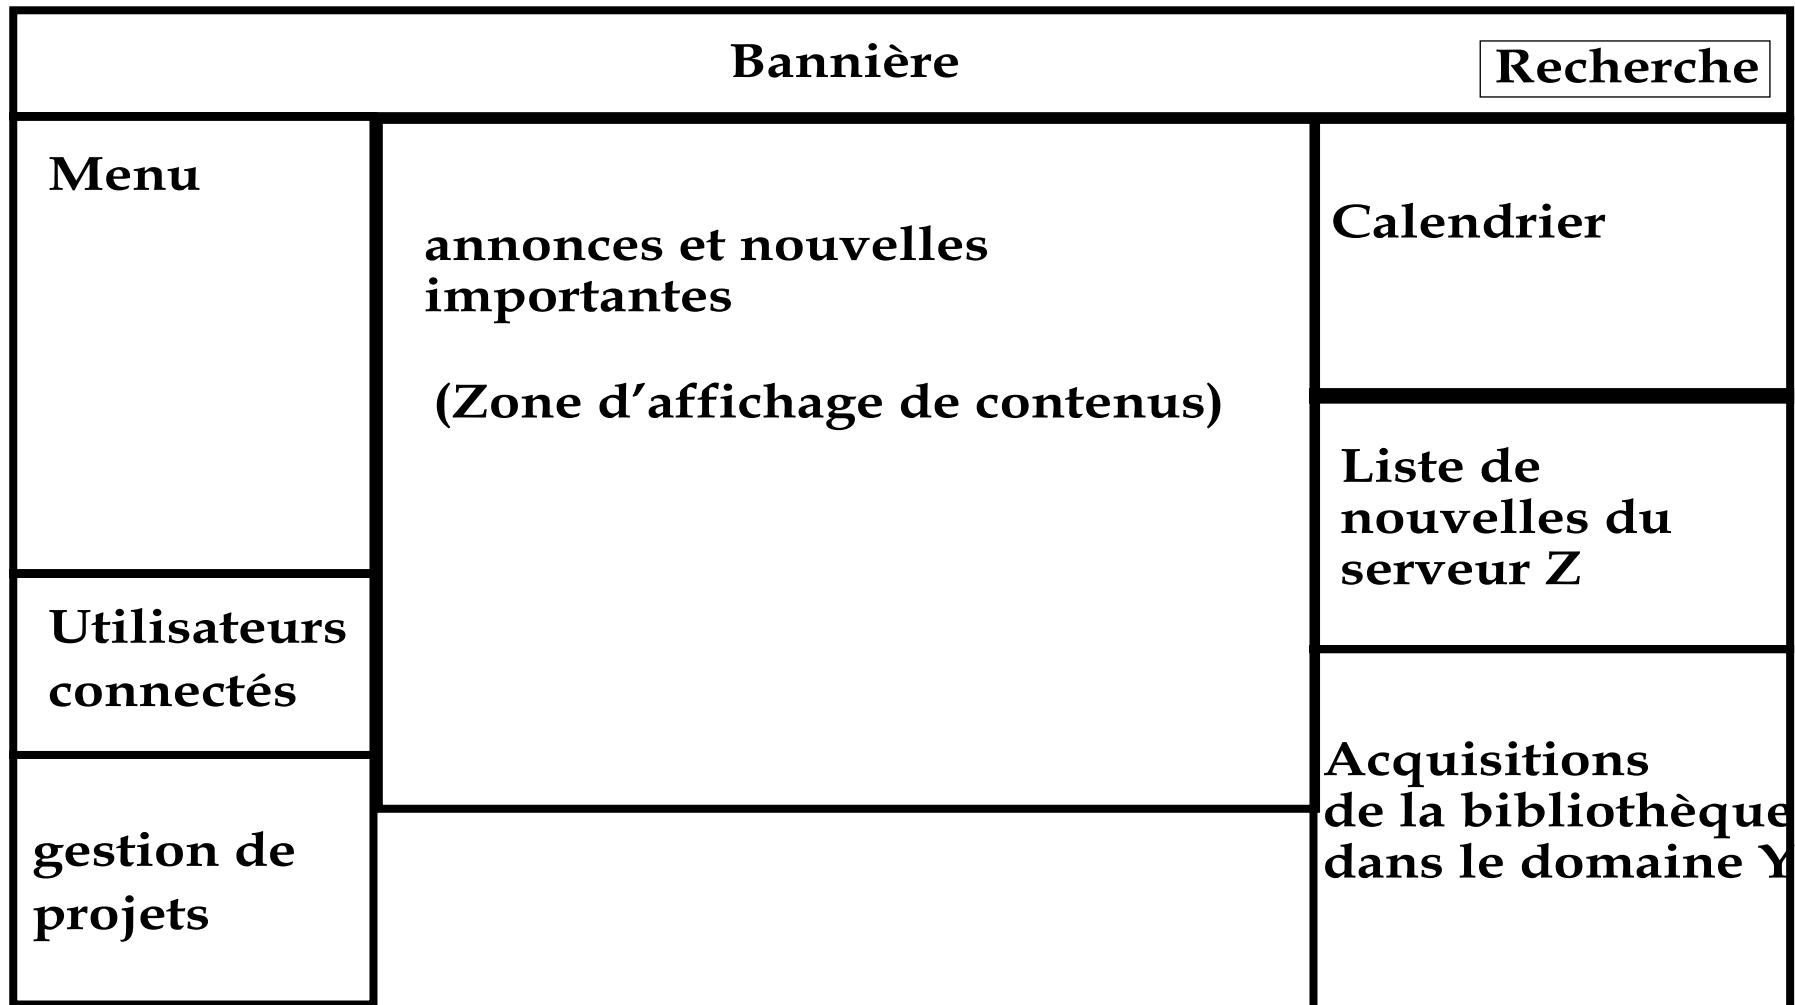 Bannière
Recherche
Menu
annonces et nouvelles
importantes
(Zone d’affichage de contenus)
Calendrier
Liste de
nouvelles du
serveur Z
Utilisateurs
connectés
gestion de
projets
Acquisitions
de la bibliothèque
dans le domaine Y